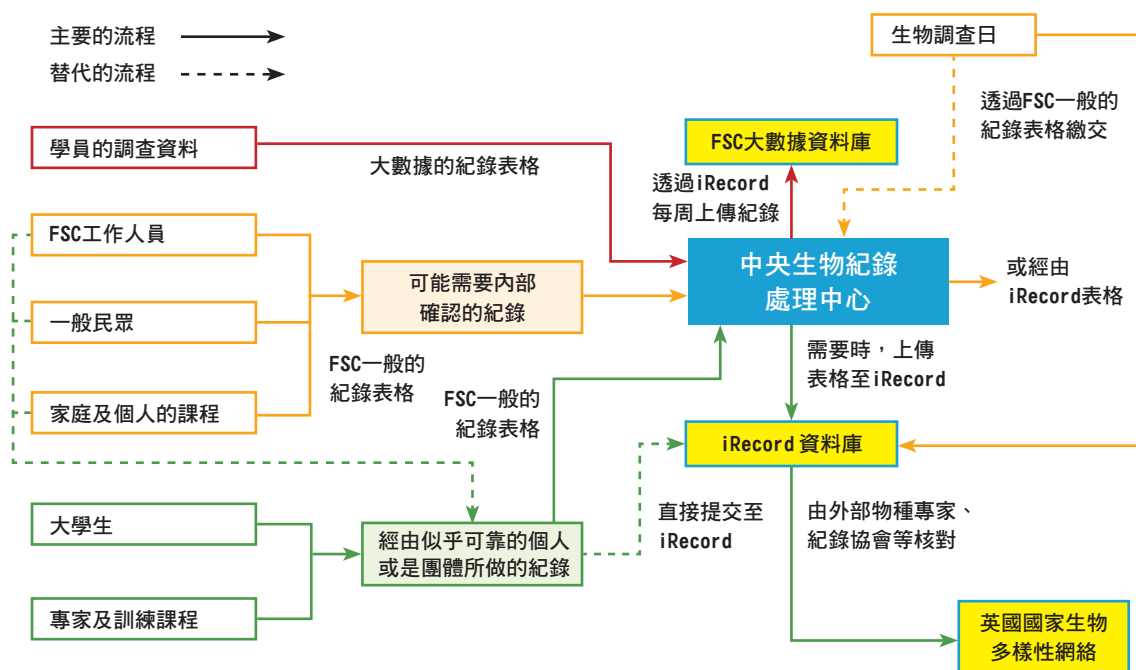 主要的流程
替代的流程
生物調查日
透過FSC一般的
紀錄表格繳交
學員的調查資料
大數據的紀錄表格
FSC大數據資料庫
透過iRecord
每周上傳紀錄
FSC工作人員
一般民眾
家庭及個人的課程
可能需要內部
確認的紀錄
FSC一般的
紀錄表格
中央生物紀錄
處理中心
或經由
iRecord表格
需要時，上傳
表格至iRecord
FSC一般的
紀錄表格
iRecord 資料庫
大學生
專家及訓練課程
經由似乎可靠的個人
或是團體所做的紀錄
直接提交至
iRecord
由外部物種專家、
紀錄協會等核對
英國國家生物
多樣性網絡